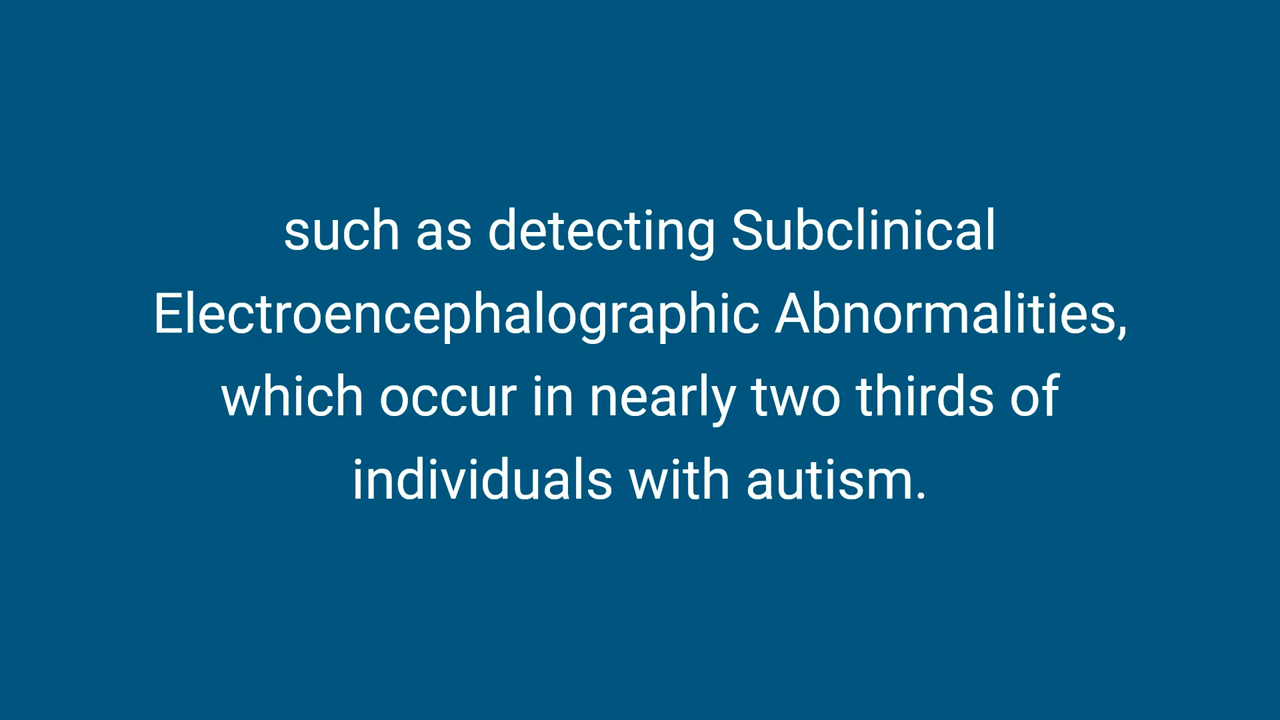 such as detecting Subclinical
Electroencephalographic Abnormalities,
which occur in nearly two thirds of
individuals with autism.